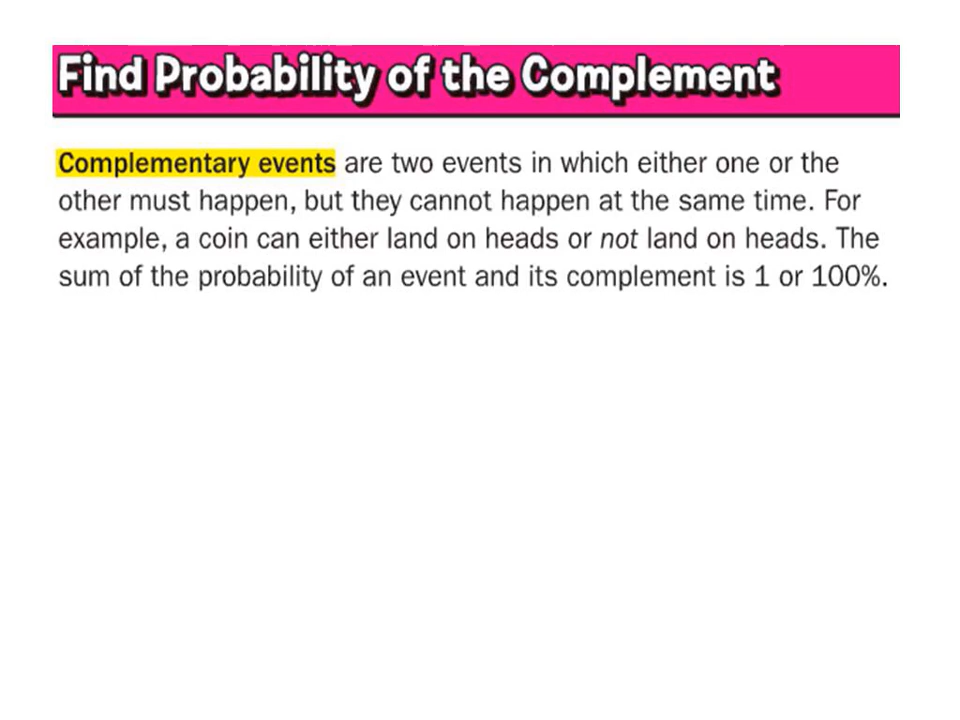 Find Probability of the Complement
Complementary events are two events in which either one or the
other must happen, but they cannot happen at the same time. For
example, a coin can either land on heads or not land on heads. The
sum of the probability of an event and its complement is 1 or 100%.